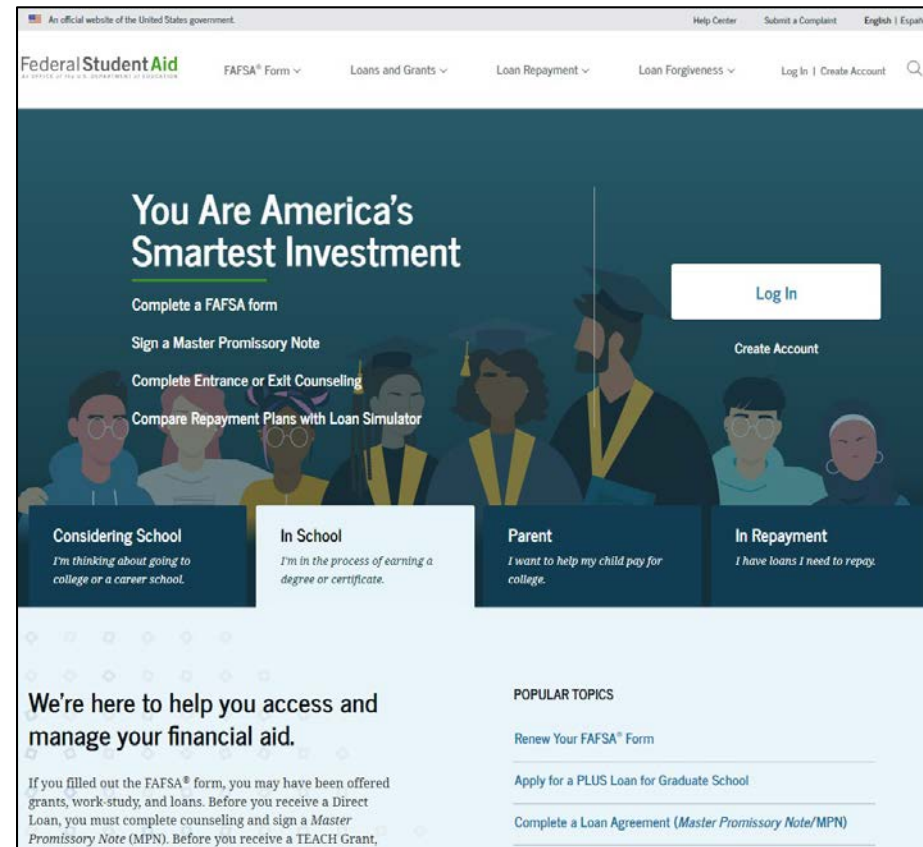 An official website of the United States government.
Help Center Submit a Complaint English | Españ
Federal Student Aid
An OFFICE of the U.S. DEPARTMENT of EDUCATION
FAFSA® Form Loans and Grants Loan Repayment Loan Forgiveness Log In | Create Account
You Are America's
Smartest Investment
Complete a FAFSA form
Sign a Master Promissory Note
Complete Entrance or Exit Counseling
Compare Repayment Plans with Loan Simulator
Log In
Create Account
Considering School
I'm thinking about going to
college or a career school.
In School
I'm in the process of earning a
degree or certificate.
Parent
I want to help my child pay for
college.
In Repayment
I have loans I need to repay.
We're here to help you access and
manage your financial aid.
If you filled out the FAFSA® form, you may have been offered
grants, work-study, and loans. Before you receive a Direct
Loan, you must complete counseling and sign a Master
Promissory Note (MPN). Before you receive a TEACH Grant,
POPULAR TOPICS
Renew Your FAFSA® Form
Apply for a PLUS Loan for Graduate School
Complete a Loan Agreement (Master Promissory Note/MPN)